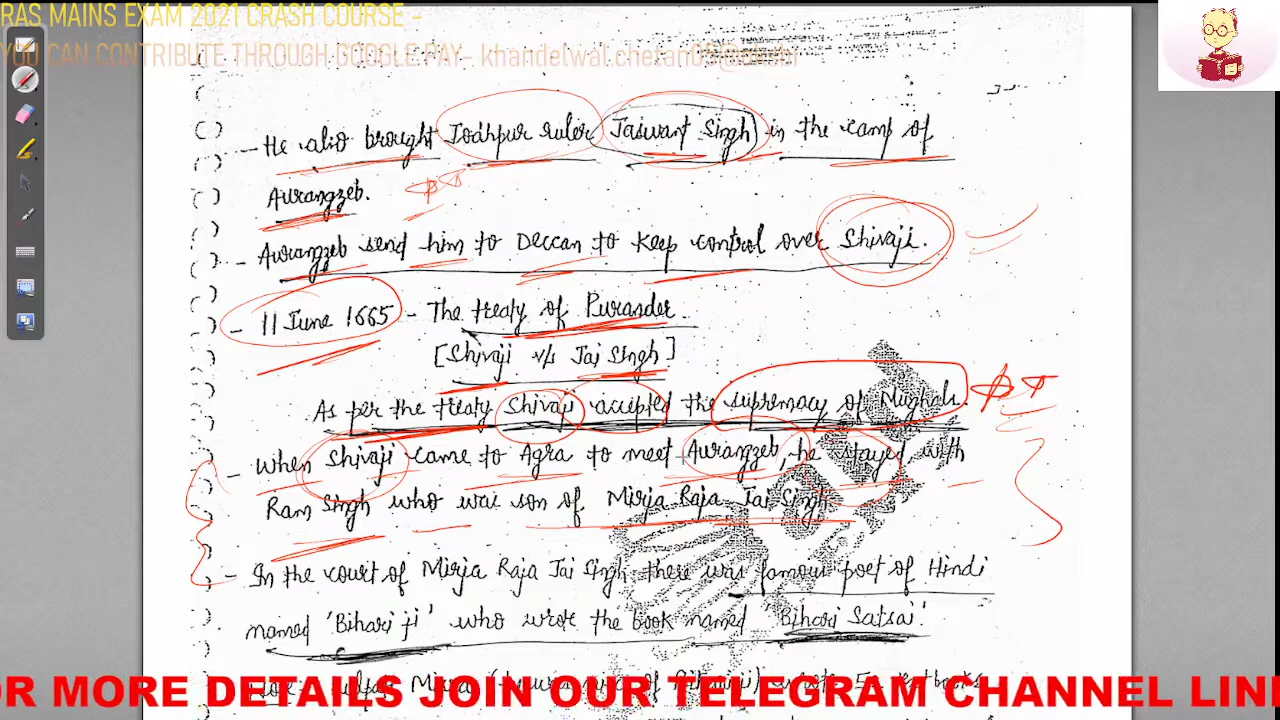 RAS MAINS EXAM 2021 CRASH COURSE -
YOU CAN CONTRIBUTE THROUGH GOOGLE PAY-
- He also brought Jodhpur ruler Jaswant Singh in the camp of
Aurangzeb.
- Aurangzeb send him to Deccan to keep control over Shivaji.
- 11 June 1665 - The treaty of Purander.
[Shivaji v/s Jai Singh]
As per the treaty Shivaji accepted the supremacy of Mughals.
- When Shivaji came to Agra to meet Aurangzeb, he stayed with
Ram Singh who was son of Mirja Raja Jai Singh
- In the court of Mirja Raja Jai Singh there was famous poet of Hindi
named 'Bihari ji' who wrote the book named 'Bihari Satsai'
OR MORE DETAILS JOIN OUR TELEGRAM CHANNEL LIN